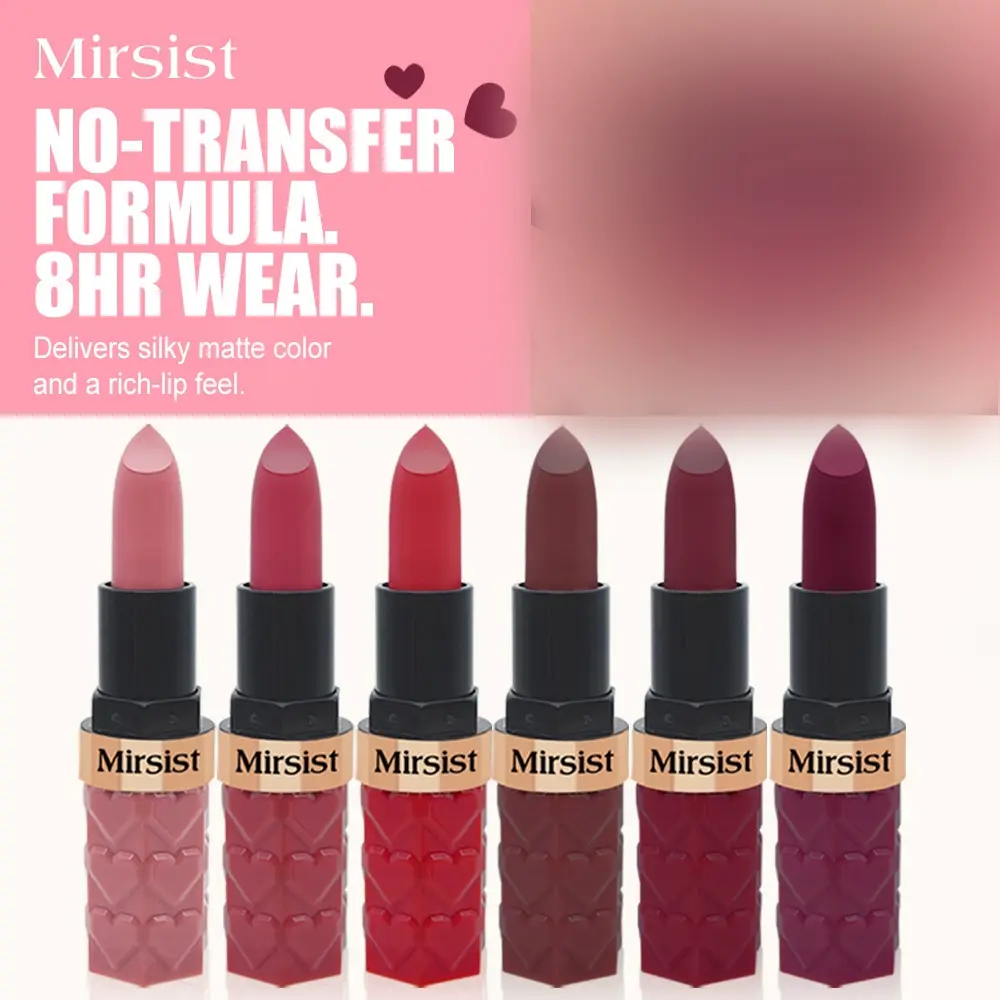 Mirsist
NO-TRANSFER
FORMULA.
8HR WEAR.
Delivers silky matte color
and a rich-lip feel.
Mirsist
Mirsist
Mirsist
Mirsist
Mirsist
Mirsist